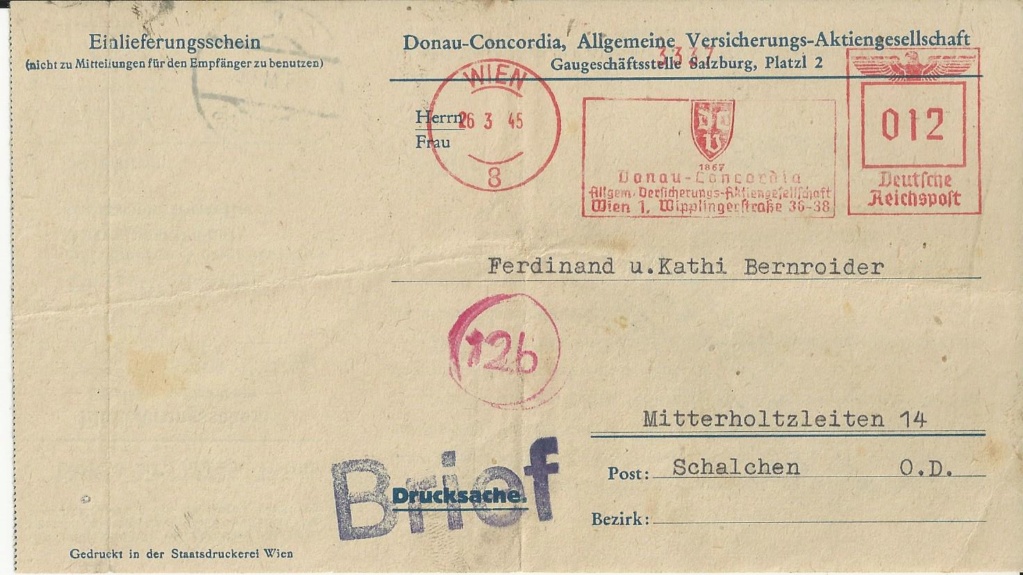 Einlieferungsschein
(nicht zu Mitteilungen für den Empfänger zu benutzen)
Donau-Concordia, Allgemeine Versicherungs-Aktiengesellschaft
Gaugeschäftsstelle Salzburg, Platzl 2
3337
WIEN
26 3 45
8
Herrn
Frau
1867
Donau-Concordia
Allgem. Versicherungs-Aktiengesellschaft
Wien 1, Wipplingerstraße 36-38
012
Deutsche
Reichspost
Ferdinand u.Kathi Bernroider
12b
Mitterholtzleiten 14
Post: Schalchen O.D.
Brief
Drucksache.
Bezirk:
Gedruckt in der Staatsdruckerei Wien